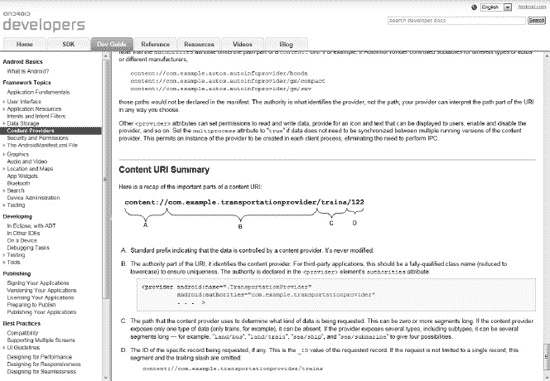 android
developers
English
Android.com
search developer docs
Search
Home
SDK
Dev Guide
Reference
Resources
Videos
Blog
Android Basics
What is Android?
Framework Topics
Application Fundamentals
User Interface
Application Resources
Intents and Intent Filters
Data Storage
Content Providers
Security and Permissions
The AndroidManifest.xml File
Graphics
Audio and Video
Location and Maps
App Widgets
Bluetooth
Search
Device Administration
Testing
Developing
In Eclipse, with ADT
In Other IDEs
On a Device
Debugging Tasks
Testing
Tools
Publishing
Signing Your Applications
Versioning Your Applications
Licensing Your Applications
Preparing to Publish
Publishing Your Applications
Best Practices
Compatibility
Supporting Multiple Screens
UI Guidelines
Designing for Performance
Designing for Responsiveness
Designing for Seamlessness
or different manufacturers,
content://com.example.autos.autoinfoprovider/honda
content://com.example.autos.autoinfoprovider/gm/compact
content://com.example.autos.autoinfoprovider/gm/suv
those paths would not be declared in the manifest. The authority is what identifies the provider, not the path; your provider can interpret the path part of the URI
in any way you choose.
Other <provider> attributes can set permissions to read and write data, provide for an icon and text that can be displayed to users, enable and disable the
provider, and so on. Set the multiprocess attribute to "true" if data does not need to be synchronized between multiple running versions of the content
provider. This permits an instance of the provider to be created in each client process, eliminating the need to perform IPC.
Content URI Summary
Here is a recap of the important parts of a content URI:
content://com.example.transportationprovider/trains/122
A B C D
A. Standard prefix indicating that the data is controlled by a content provider. It's never modified.
B. The authority part of the URI; it identifies the content provider. For third-party applications, this should be a fully-qualified class name (reduced to
lowercase) to ensure uniqueness. The authority is declared in the <provider> element's authorities attribute:
<provider android:name=".TransportationProvider"
android:authorities="com.example.transportationprovider"
. . . >
C. The path that the content provider uses to determine what kind of data is being requested. This can be zero or more segments long. If the content provider
exposes only one type of data (only trains, for example), it can be absent. If the provider exposes several types, including subtypes, it can be several
segments long — for example, "land/bus", "land/train", "sea/ship", and "sea/submarine" to give four possibilities.
D. The ID of the specific record being requested, if any. This is the _ID value of the requested record. If the request is not limited to a single record, this
segment and the trailing slash are omitted:
content://com.example.transportationprovider/trains